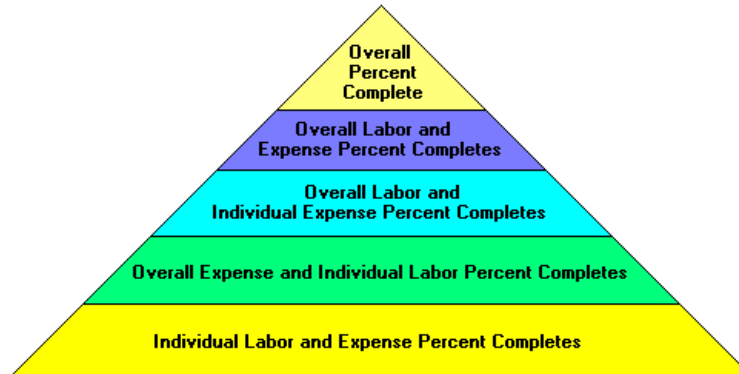 Overall
Percent
Complete
Overall Labor and
Expense Percent Completes
Overall Labor and
Individual Expense Percent Completes
Overall Expense and Individual Labor Percent Completes
Individual Labor and Expense Percent Completes